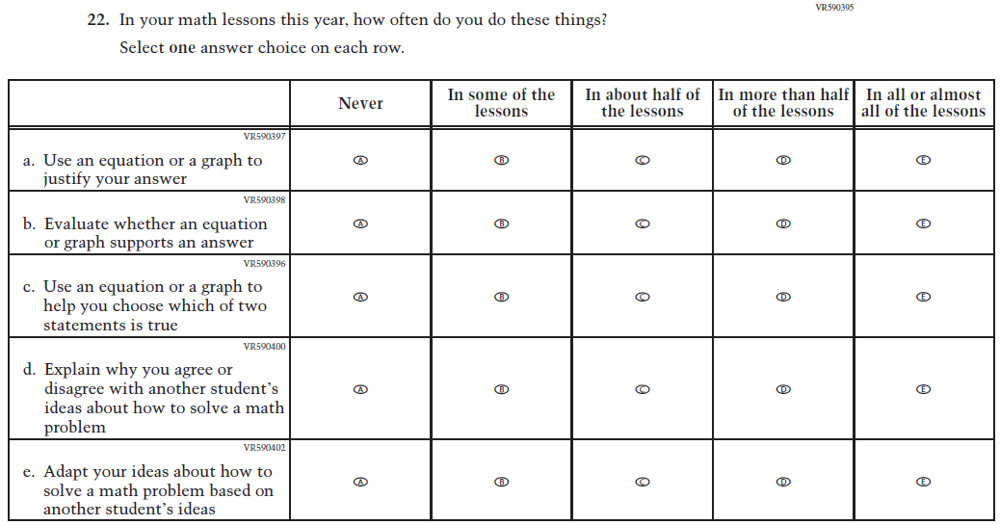 VR590395
22. In your math lessons this year, how often do you do these things?
Select one answer choice on each row.
Never
In some of the
lessons
In about half of
the lessons
In more than half
of the lessons
In all or almost
all of the lessons
VR590397
a. Use an equation or a graph to
justify your answer
A B C D E
VR590398
b. Evaluate whether an equation
or graph supports an answer
A B C D E
VR590396
c. Use an equation or a graph to
help you choose which of two
statements is true
A B C D E
VR590400
d. Explain why you agree or
disagree with another student's
ideas about how to solve a math
problem
A B C D E
VR590402
e. Adapt your ideas about how to
solve a math problem based on
another student's ideas
A B C D E